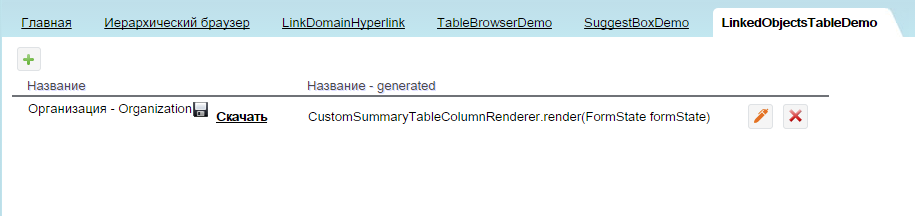 Главная Иерархический браузер LinkDomainHyperlink TableBrowserDemo SuggestBoxDemo LinkedObjectsTableDemo
Название Название - generated
Организация - Organization Скачать CustomSummaryTableColumnRenderer.render(FormState formState)